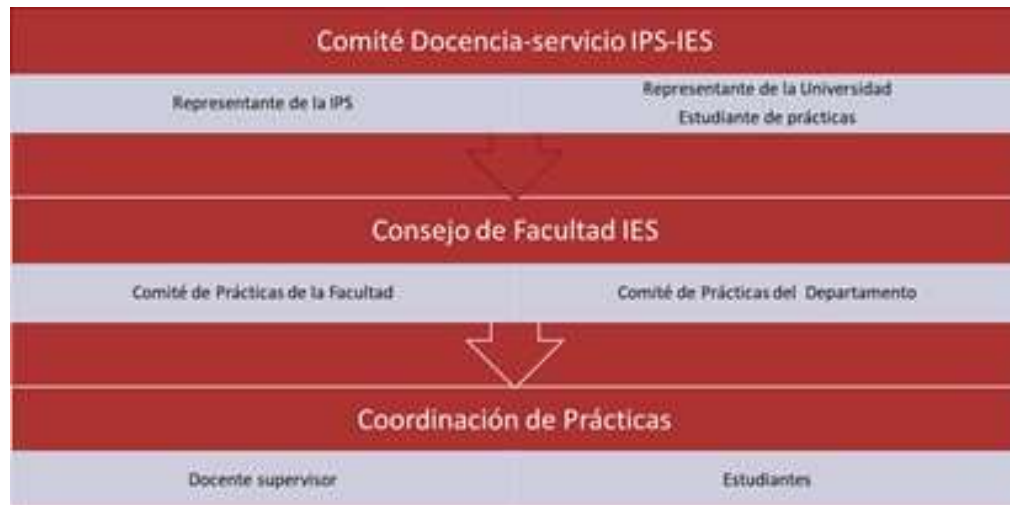 Comité Docencia-servicio IPS-IES
Representante de la IPS
Representante de la Universidad
Estudiante de prácticas
Consejo de Facultad IES
Comité de Prácticas de la Facultad
Comité de Prácticas del Departamento
Coordinación de Prácticas
Docente supervisor
Estudiantes